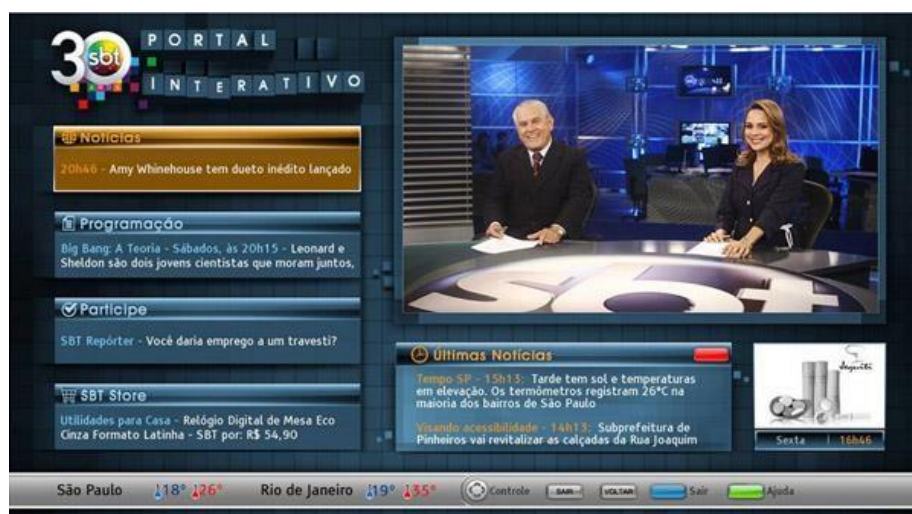 30 sbt PORTAL
ANOS
INTERATIVO
Notícias
20h46 - Amy Whinehouse tem dueto inédito lançado
Programação
Big Bang: A Teoria - Sábados, às 20h15 - Leonard e
Sheldon são dois jovens cientistas que moram juntos,
Participe
SBT Repórter - Você daria emprego a um travesti?
SBT Store
Utilidades para Casa - Relógio Digital de Mesa Eco
Cinza Formato Latinha - SBT por: R$ 54,90
sbt
Últimas Notícias
Tempo SP - 15h13: Tarde tem sol e temperaturas
em elevação. Os termômetros registram 26°C na
maioria dos bairros de São Paulo
Visando acessibilidade - 14h13: Subprefeitura de
Pinheiros vai revitalizar as calçadas da Rua Joaquim
Jequiti
Sexta | 16h46
São Paulo 18° 26° Rio de Janeiro 19° 35° Controle SAIR VOLTAR Sair Ajuda